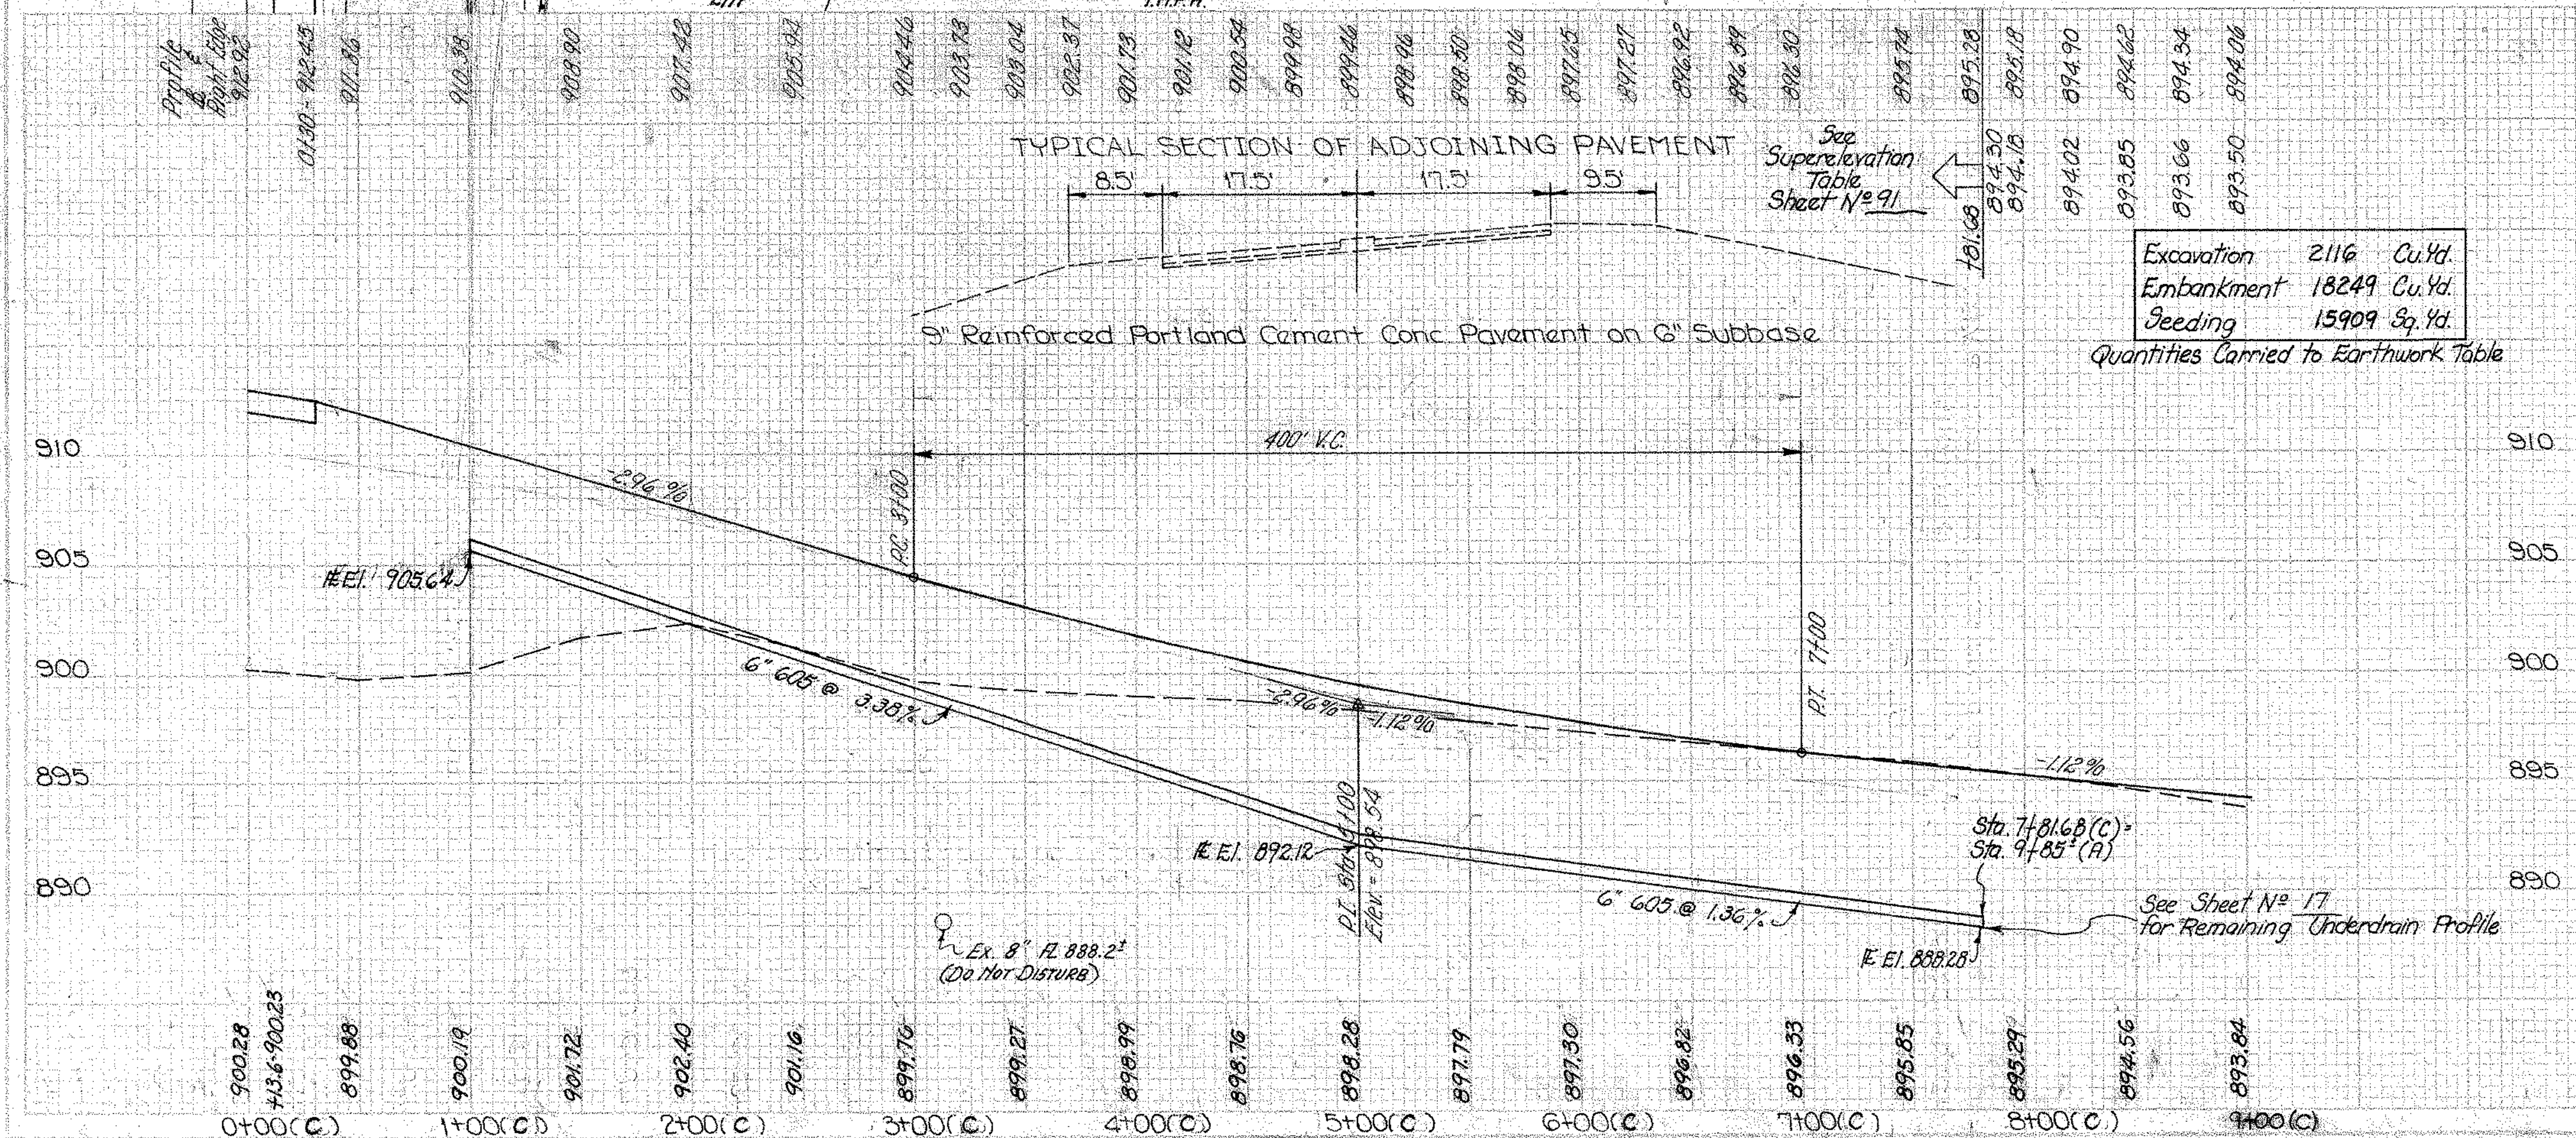 Profile
&
Right Edge
912.92
0+30 - 912.45
911.86
910.38
908.90
907.42
905.94
904.46
903.73
903.04
902.37
901.73
901.12
900.54
899.98
899.46
898.96
898.50
898.06
897.65
897.27
896.92
896.59
896.30
895.74
895.28
895.18
894.90
894.62
894.34
894.06
+81.68
894.30
894.18
894.02
893.85
893.66
893.50
TYPICAL SECTION OF ADJOINING PAVEMENT
8.5'
17.5'
17.5'
9.5'
See
Superelevation
Table
Sheet Nº 91
9" Reinforced Portland Cement Conc. Pavement on 6" Subbase
Excavation 2116 Cu.Yd.
Embankment 18249 Cu.Yd.
Seeding 15909 Sq.Yd.
Quantities Carried to Earthwork Table
910
910
400' V.C.
-2.96 %
P.C. 3+00
905
905
El. 905.64
P.T. 7+00
900
900
6" 605 @ 3.38%
-2.96%
-1.12%
895
895
-1.12%
P.I. Sta. 5+00
Elev. = 898.54
El. 892.12
Sta. 7+81.68 (C) =
Sta. 9+85± (A)
890
890
6" 605 @ 1.36%
See Sheet Nº 17
for Remaining Underdrain Profile
El. 888.28
Ex. 8" FL 888.2±
(DO NOT DISTURB)
900.28
+13.6-900.23
899.88
900.19
901.72
902.40
901.16
899.76
899.27
898.99
898.76
898.28
897.79
897.30
896.82
896.33
895.85
895.29
894.56
893.84
0+00(C)
1+00(C)
2+00(C)
3+00(C)
4+00(C)
5+00(C)
6+00(C)
7+00(C)
8+00(C)
9+00(C)